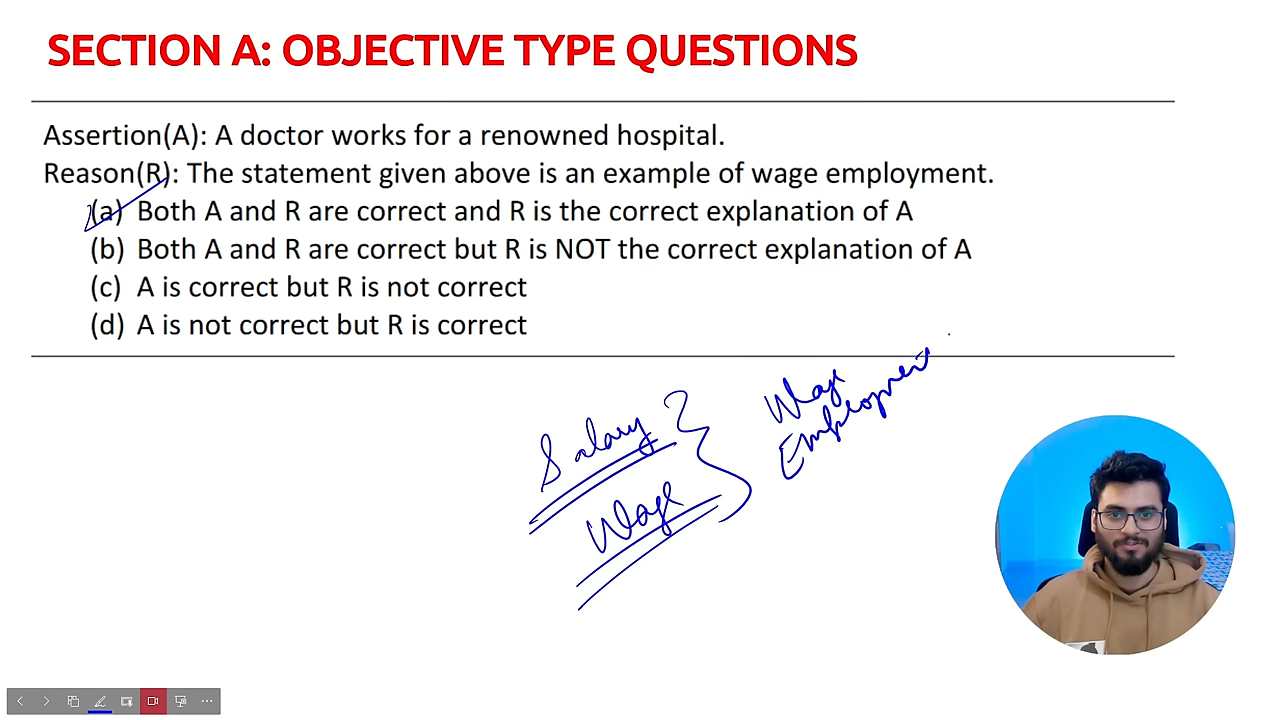 SECTION A: OBJECTIVE TYPE QUESTIONS
Assertion(A): A doctor works for a renowned hospital.
Reason(R): The statement given above is an example of wage employment.
(a) Both A and R are correct and R is the correct explanation of A
(b) Both A and R are correct but R is NOT the correct explanation of A
(c) A is correct but R is not correct
(d) A is not correct but R is correct
Salary
Wage
Wage
Employment